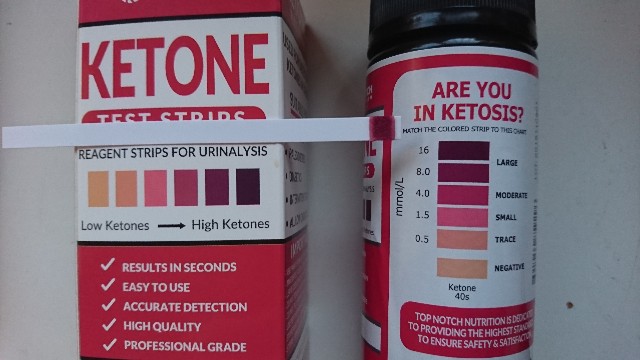 KETONE
TEST STRIPS
REAGENT STRIPS FOR URINALYSIS
Low Ketones
High Ketones
RESULTS IN SECONDS
EASY TO USE
ACCURATE DETECTION
HIGH QUALITY
PROFESSIONAL GRADE
ARE YOU
IN KETOSIS?
MATCH THE COLORED STRIP TO THIS CHART
mmol/L
16
LARGE
8.0
4.0 MODERATE
1.5 SMALL
0.5 TRACE
NEGATIVE
Ketone
40s
TOP NOTCH NUTRITION IS
TO PROVIDING THE HIGHEST
TO ENSURE SAFETY &